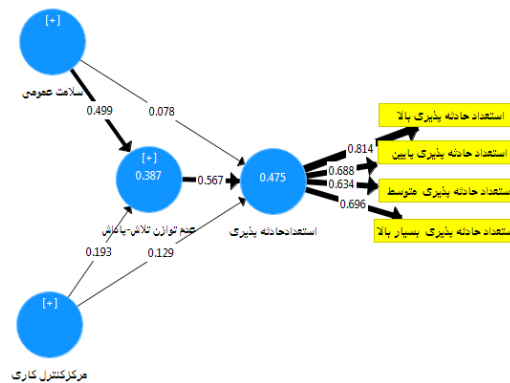 [+]
سلامت عمومی
0.499
0.078
[+]
0.387
عدم توازن تلاش-پاداش
0.567
0.475
استعدادحادثه پذیری
0.193
0.129
[+]
مرکزکنترل کاری
0.814
0.688
0.634
0.696
استعداد حادثه پذیری بالا
استعداد حادثه پذیری پایین
استعداد حادثه پذیری متوسط
ستعداد حادثه پذیری بسیار بالا